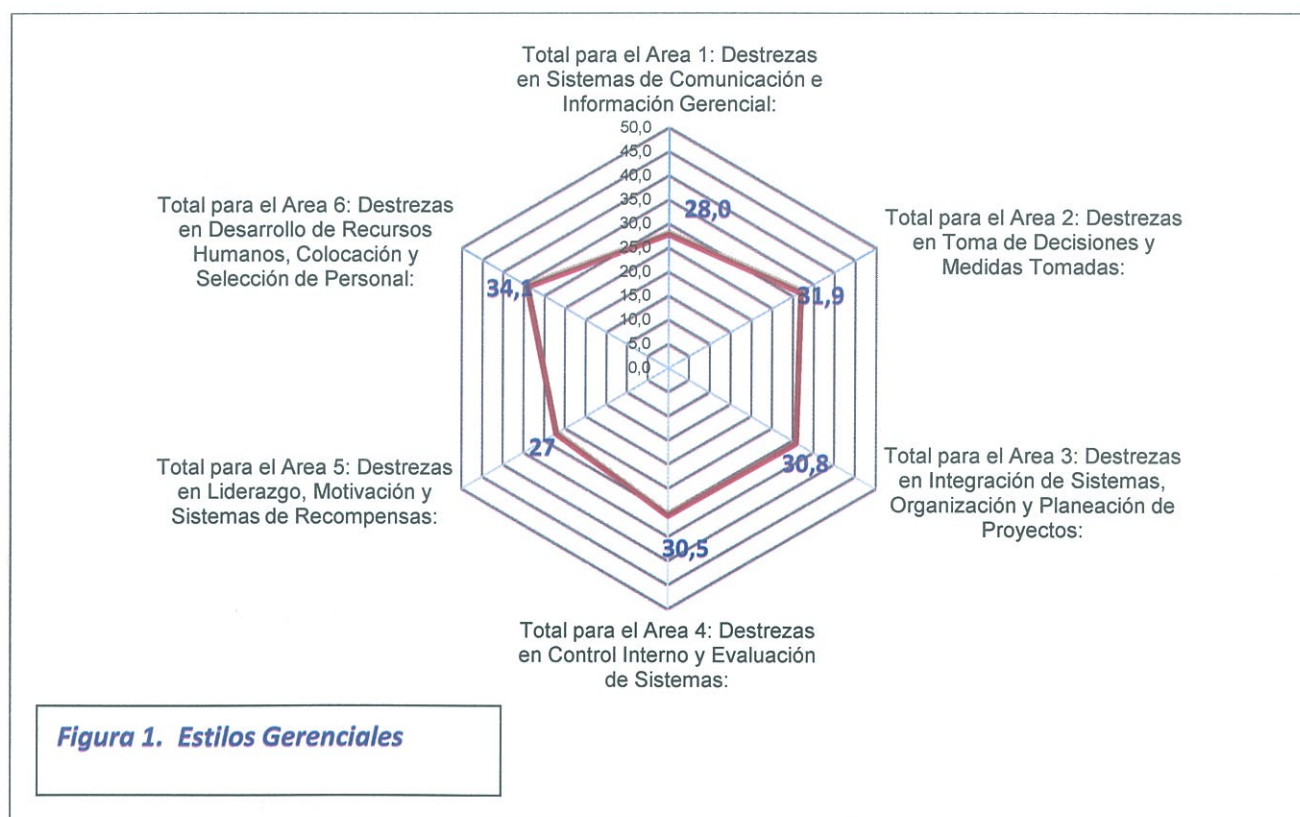 Total para el Area 1: Destrezas
en Sistemas de Comunicación e
Información Gerencial:
50,0
45,0
40,0
35,0
30,0
25,0
20,0
15,0
10,0
5,0
0,0
28,0
Total para el Area 2: Destrezas
en Toma de Decisiones y
Medidas Tomadas:
31,9
Total para el Area 3: Destrezas
en Integración de Sistemas,
Organización y Planeación de
Proyectos:
30,8
Total para el Area 4: Destrezas
en Control Interno y Evaluación
de Sistemas:
30,5
Total para el Area 5: Destrezas
en Liderazgo, Motivación y
Sistemas de Recompensas:
27
Total para el Area 6: Destrezas
en Desarrollo de Recursos
Humanos, Colocación y
Selección de Personal:
34,1
Figura 1. Estilos Gerenciales